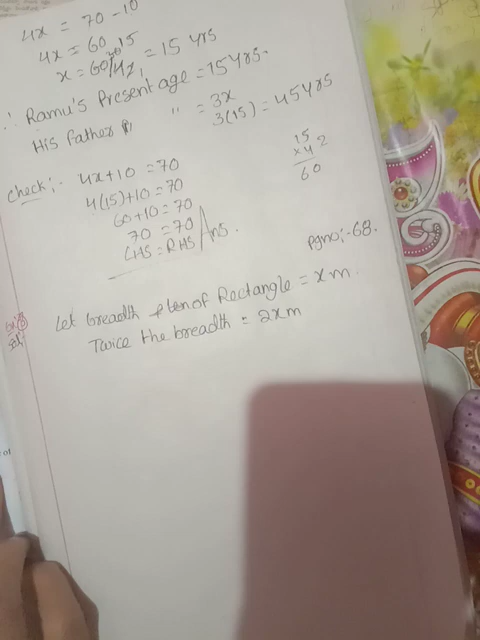 4x = 70 - 10
4x = 60
x = 60/4 = 15 yrs
∴ Ramu's Present age = 15 yrs.
His Father's " = 3x
3(15) = 45 yrs
Check:- 4x + 10 = 70
4(15) + 10 = 70
60 + 10 = 70
70 = 70
LHS = RHS Ans.
15
x 4 2
60
Pgno:-68.
Let breadth of Rectangle = x m.
Twice the breadth = 2x m